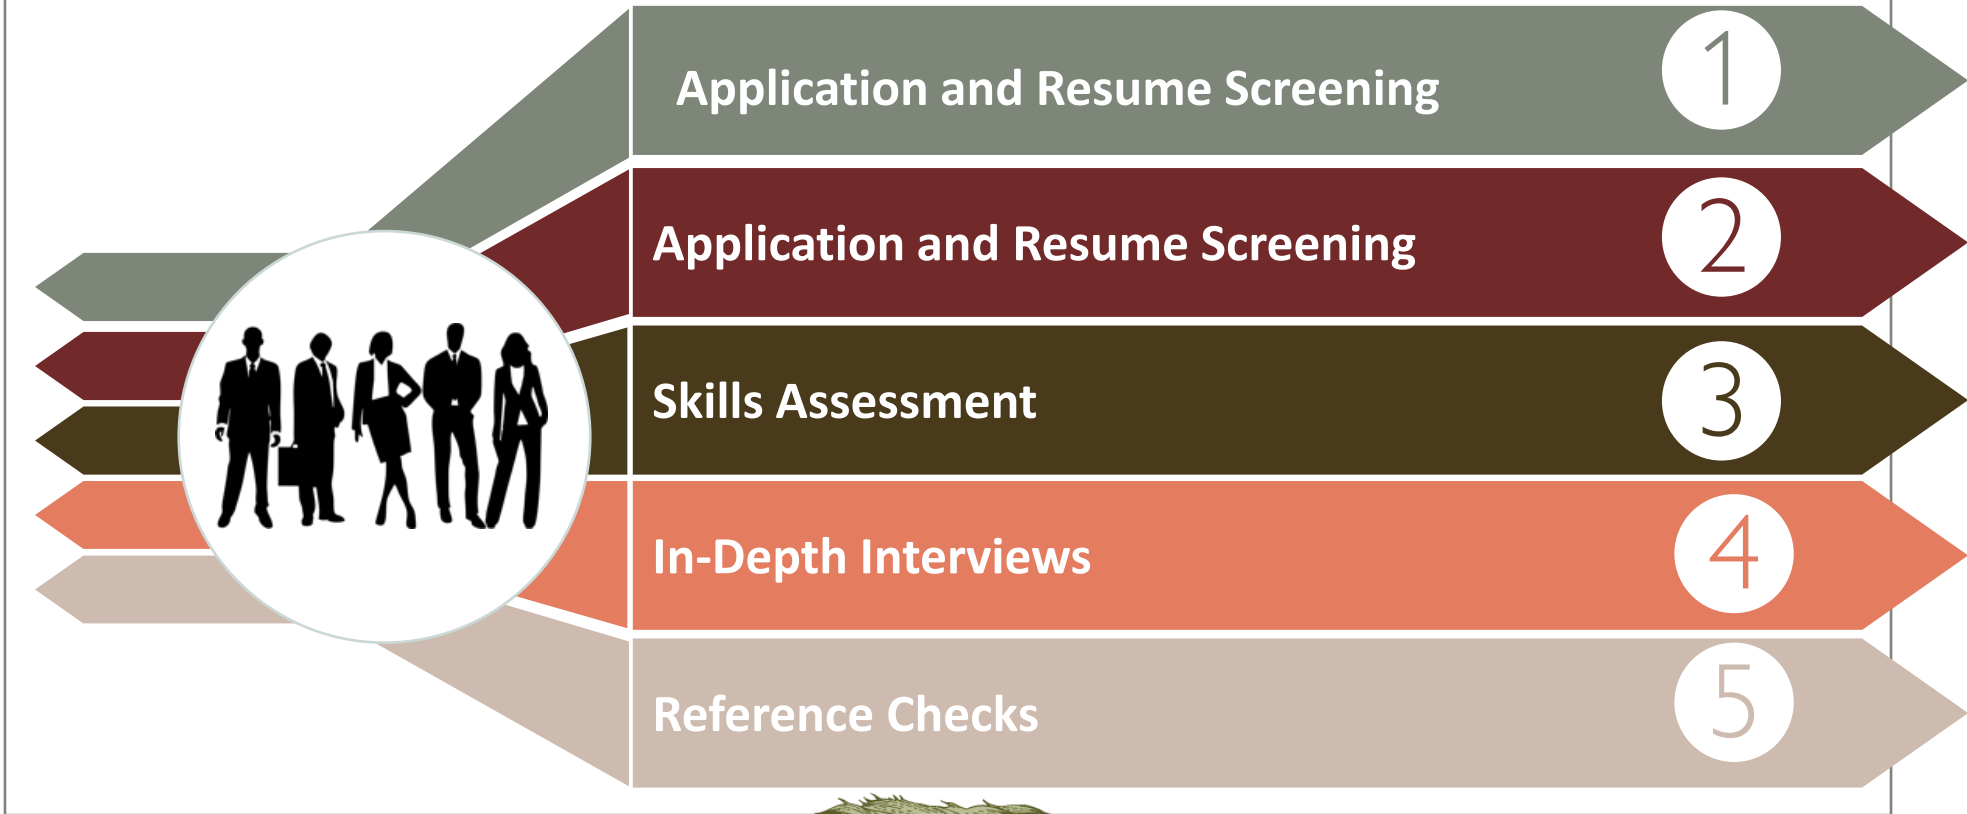 Application and Resume Screening 1
Application and Resume Screening 2
Skills Assessment 3
In-Depth Interviews 4
Reference Checks 5